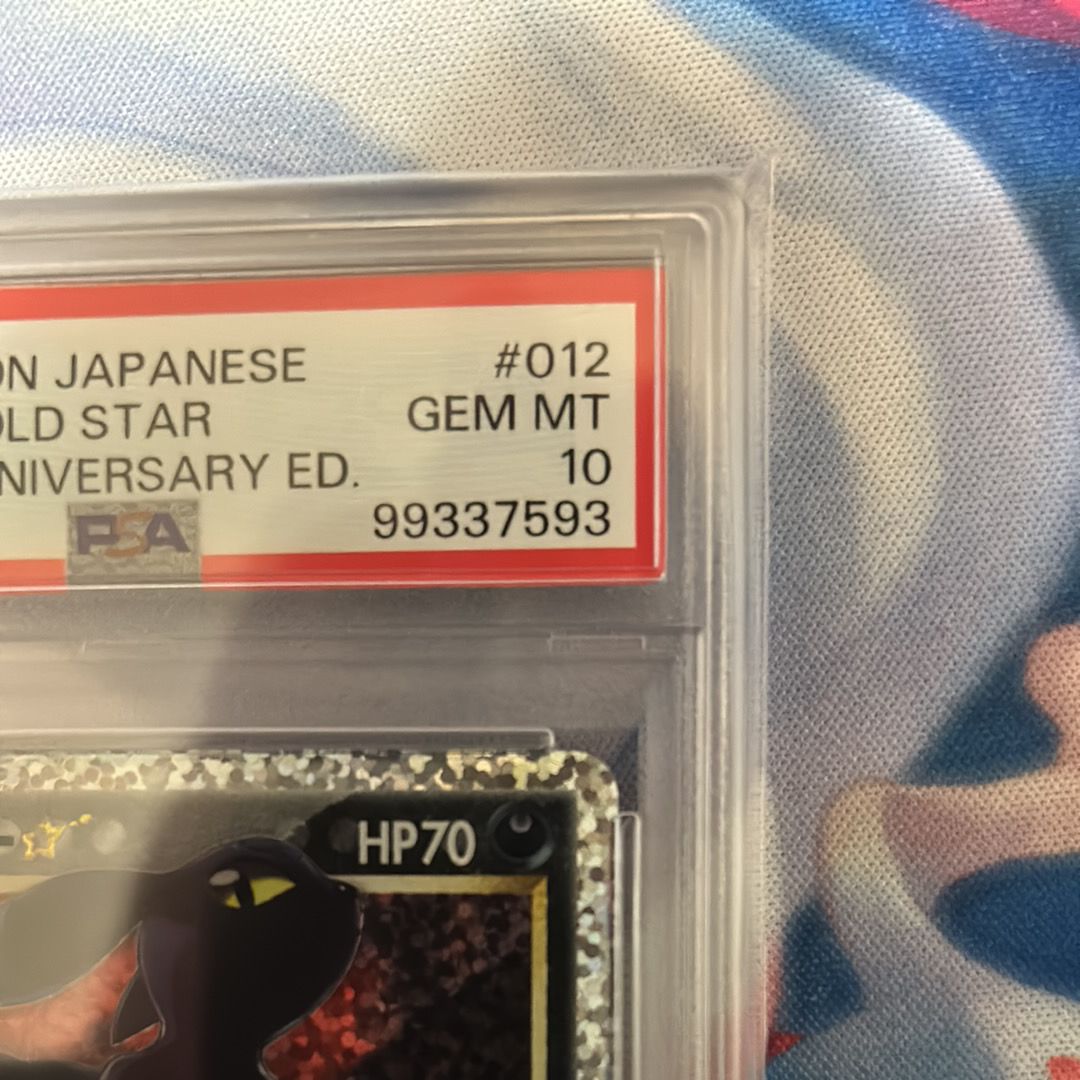 ON JAPANESE #012
OLD STAR GEM MT
NIVERSARY ED. 10
PSA 99337593
HP70